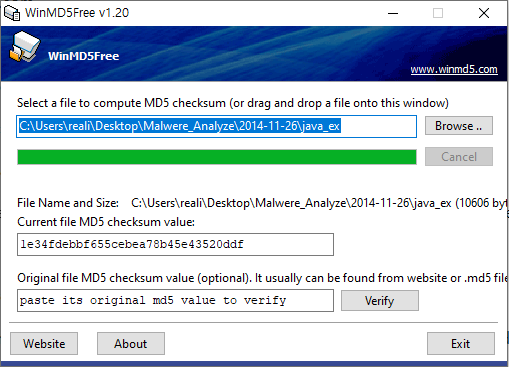 WinMD5Free v1.20
WinMD5Free
www.winmd5.com
Select a file to compute MD5 checksum (or drag and drop a file onto this window)
C:\Users\reali\Desktop\Malwere_Analyze\2014-11-26\java_ex
Browse ..
Cancel
File Name and Size: C:\Users\reali\Desktop\Malwere_Analyze\2014-11-26\java_ex (10606 byt
Current file MD5 checksum value:
1e34fdebbf655cebea78b45e43520ddf
Original file MD5 checksum value (optional). It usually can be found from website or .md5 file
paste its original md5 value to verify
Verify
Website
About
Exit